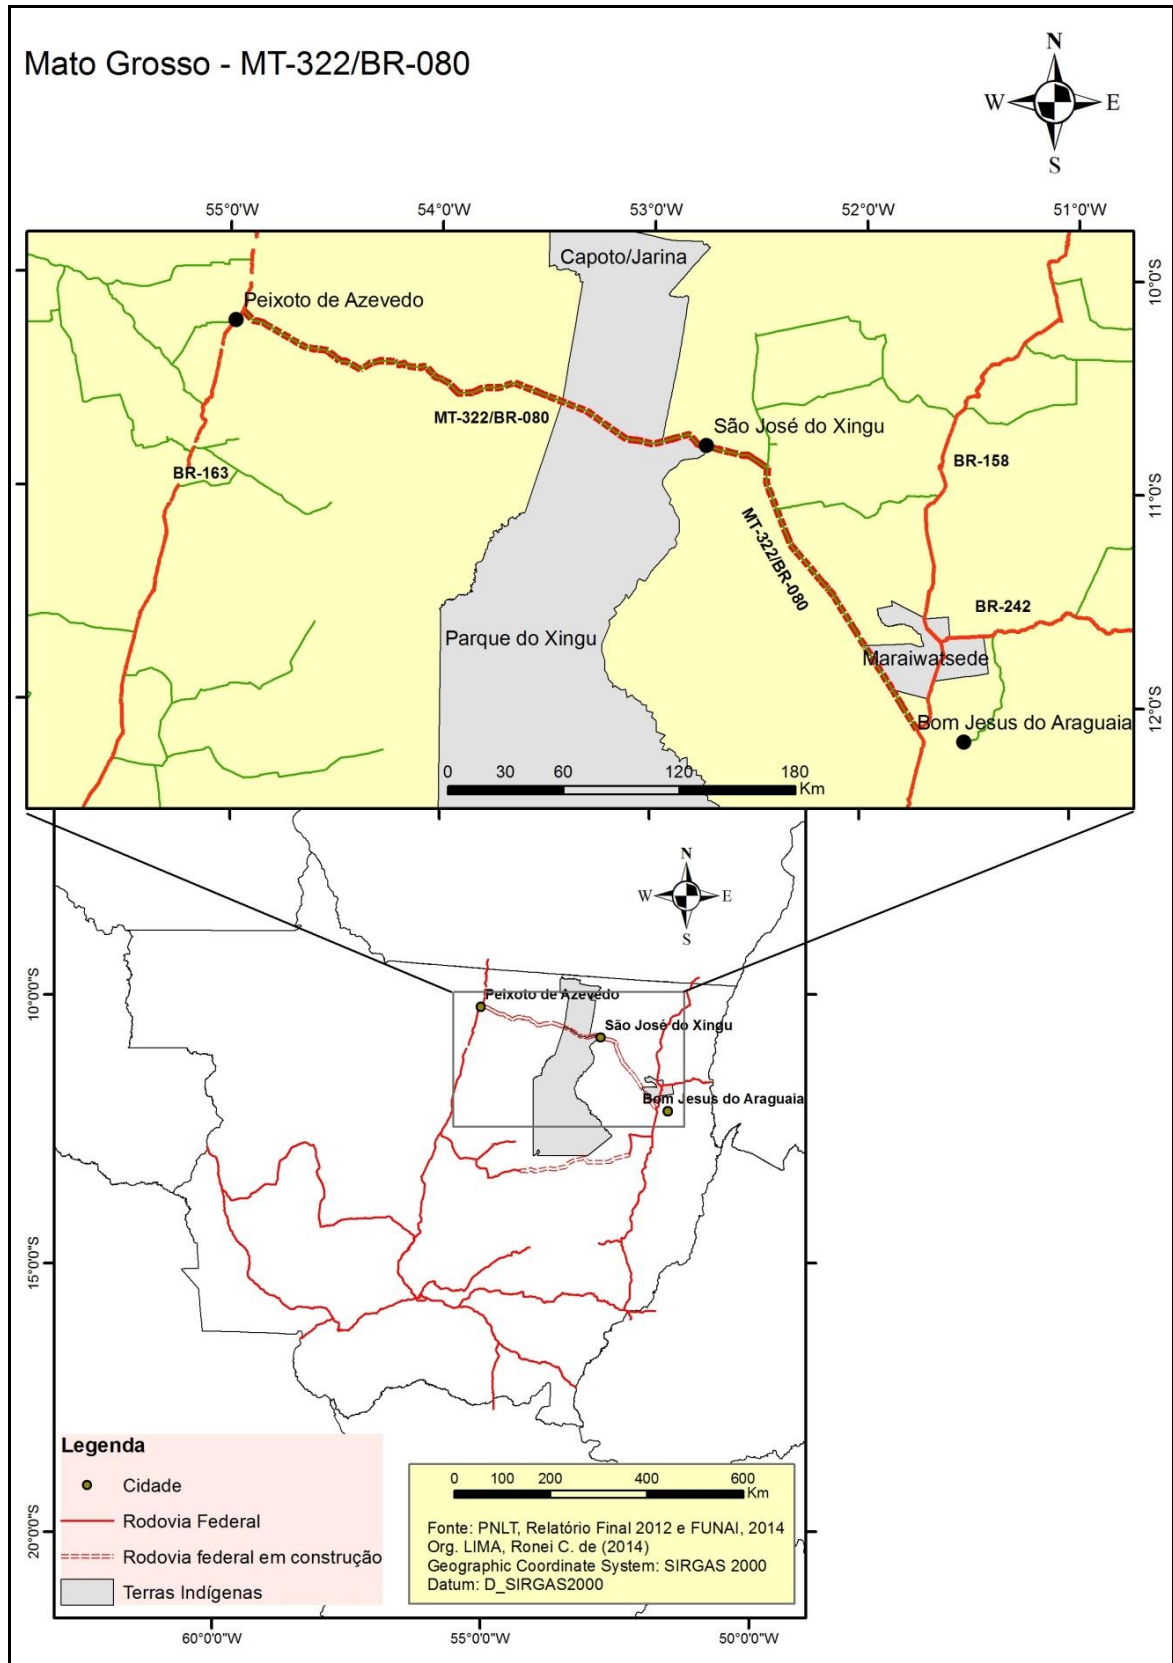 Mato Grosso - MT-322/BR-080
N
W E
S
55°0'W 54°0'W 53°0'W 52°0'W 51°0'W
Capoto/Jarina
10°0'S
Peixoto de Azevedo
MT-322/BR-080
São José do Xingu
BR-163
BR-158
11°0'S
MT-322/BR-080
BR-242
Parque do Xingu
Maraiwatsede
12°0'S
Bom Jesus do Araguaia
0 30 60 120 180
Km
N
W E
S
10°0'0"S
Peixoto de Azevedo
São José do Xingu
Bom Jesus do Araguaia
15°0'0"S
Legenda
Cidade
Rodovia Federal
Rodovia federal em construção
Terras Indígenas
0 100 200 400 600
Km
Fonte: PNLT, Relatório Final 2012 e FUNAI, 2014
Org. LIMA, Ronei C. de (2014)
Geographic Coordinate System: SIRGAS 2000
Datum: D_SIRGAS2000
20°0'0"S
60°0'0"W 55°0'0"W 50°0'0"W